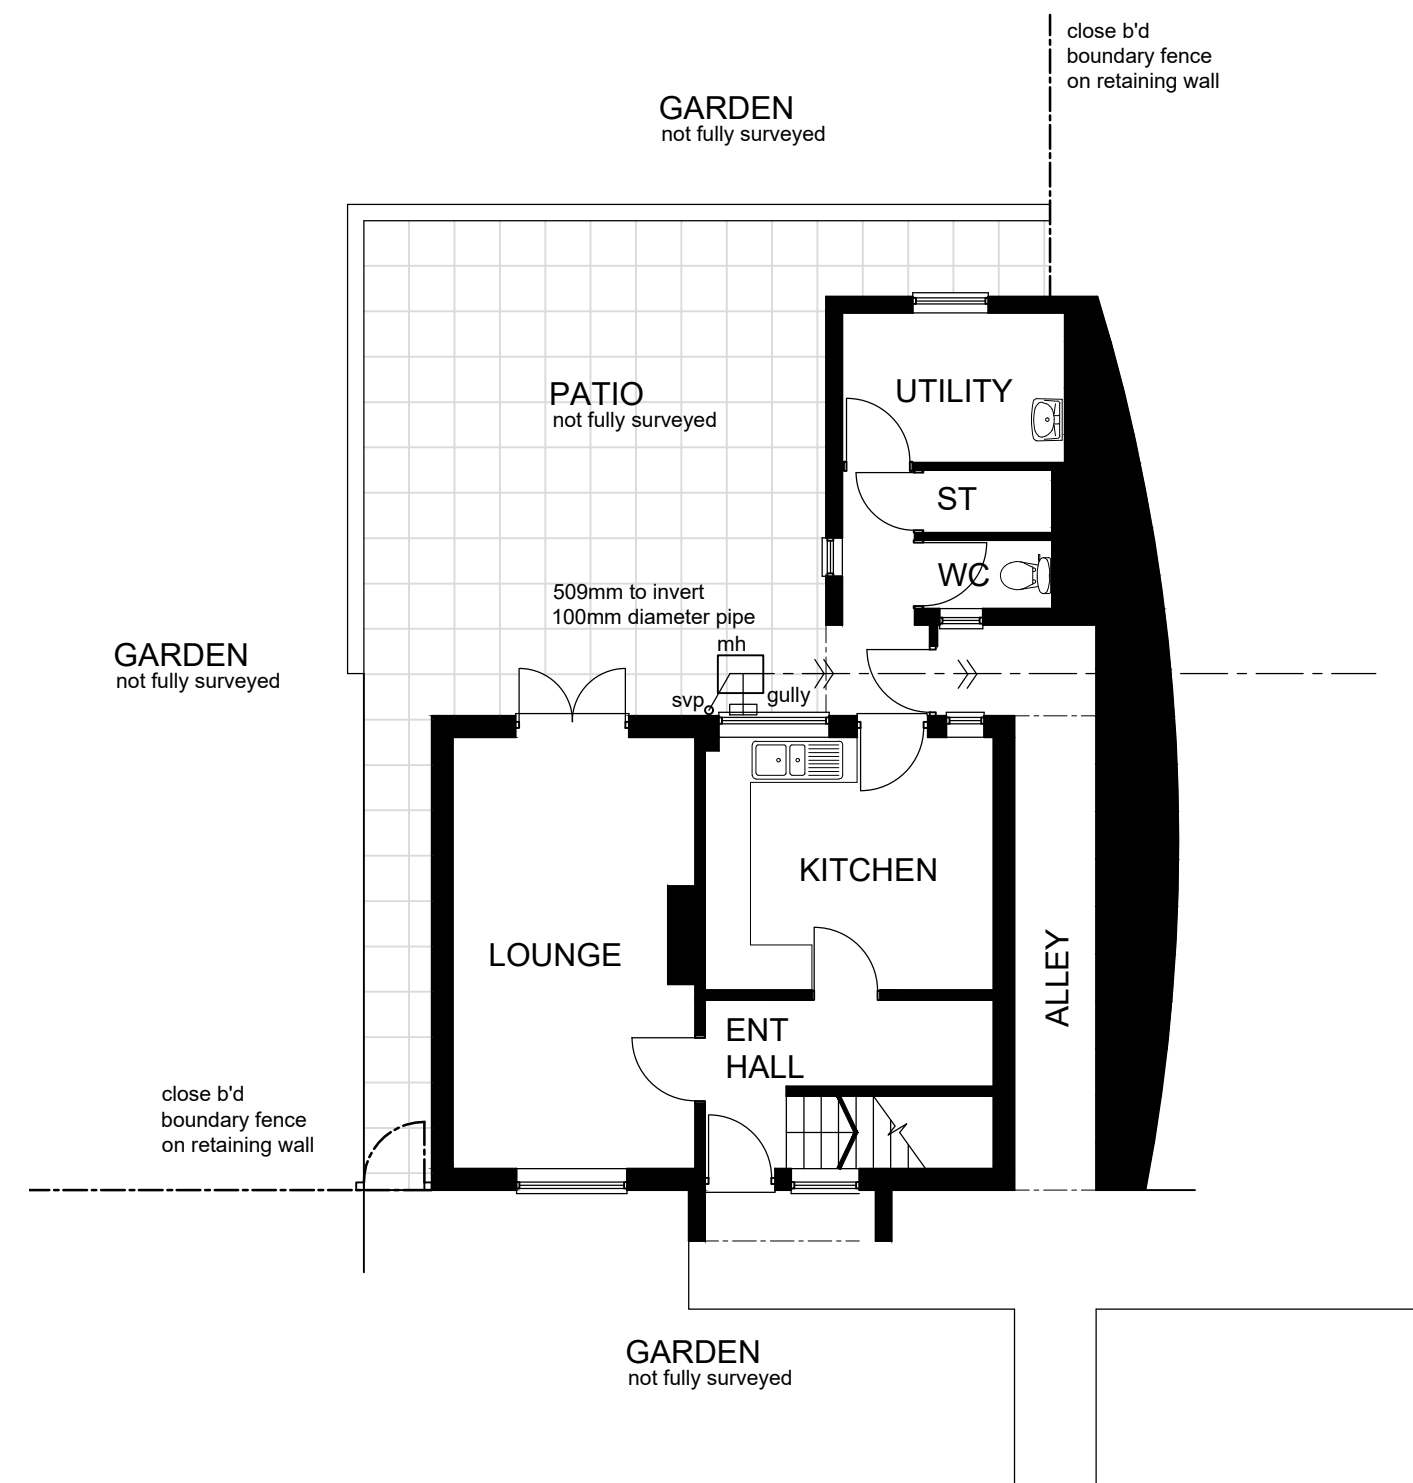 close b'd
boundary fence
on retaining wall
GARDEN
not fully surveyed
PATIO
not fully surveyed
UTILITY
ST
WC
509mm to invert
100mm diameter pipe
mh
svp
gully
GARDEN
not fully surveyed
KITCHEN
LOUNGE
ALLEY
ENT
HALL
close b'd
boundary fence
on retaining wall
GARDEN
not fully surveyed